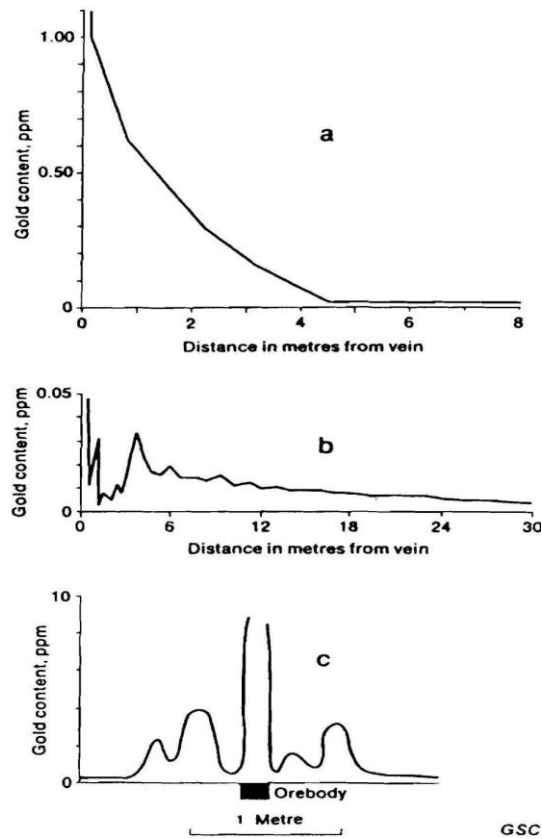 1.00
a
0.50
Gold content, ppm
0
0 2 4 6 8
Distance in metres from vein
0.05
b
Gold content, ppm
0
0 6 12 18 24 30
Distance in metres from vein
10
c
5
Gold content, ppm
0
Orebody
1 Metre
GSC